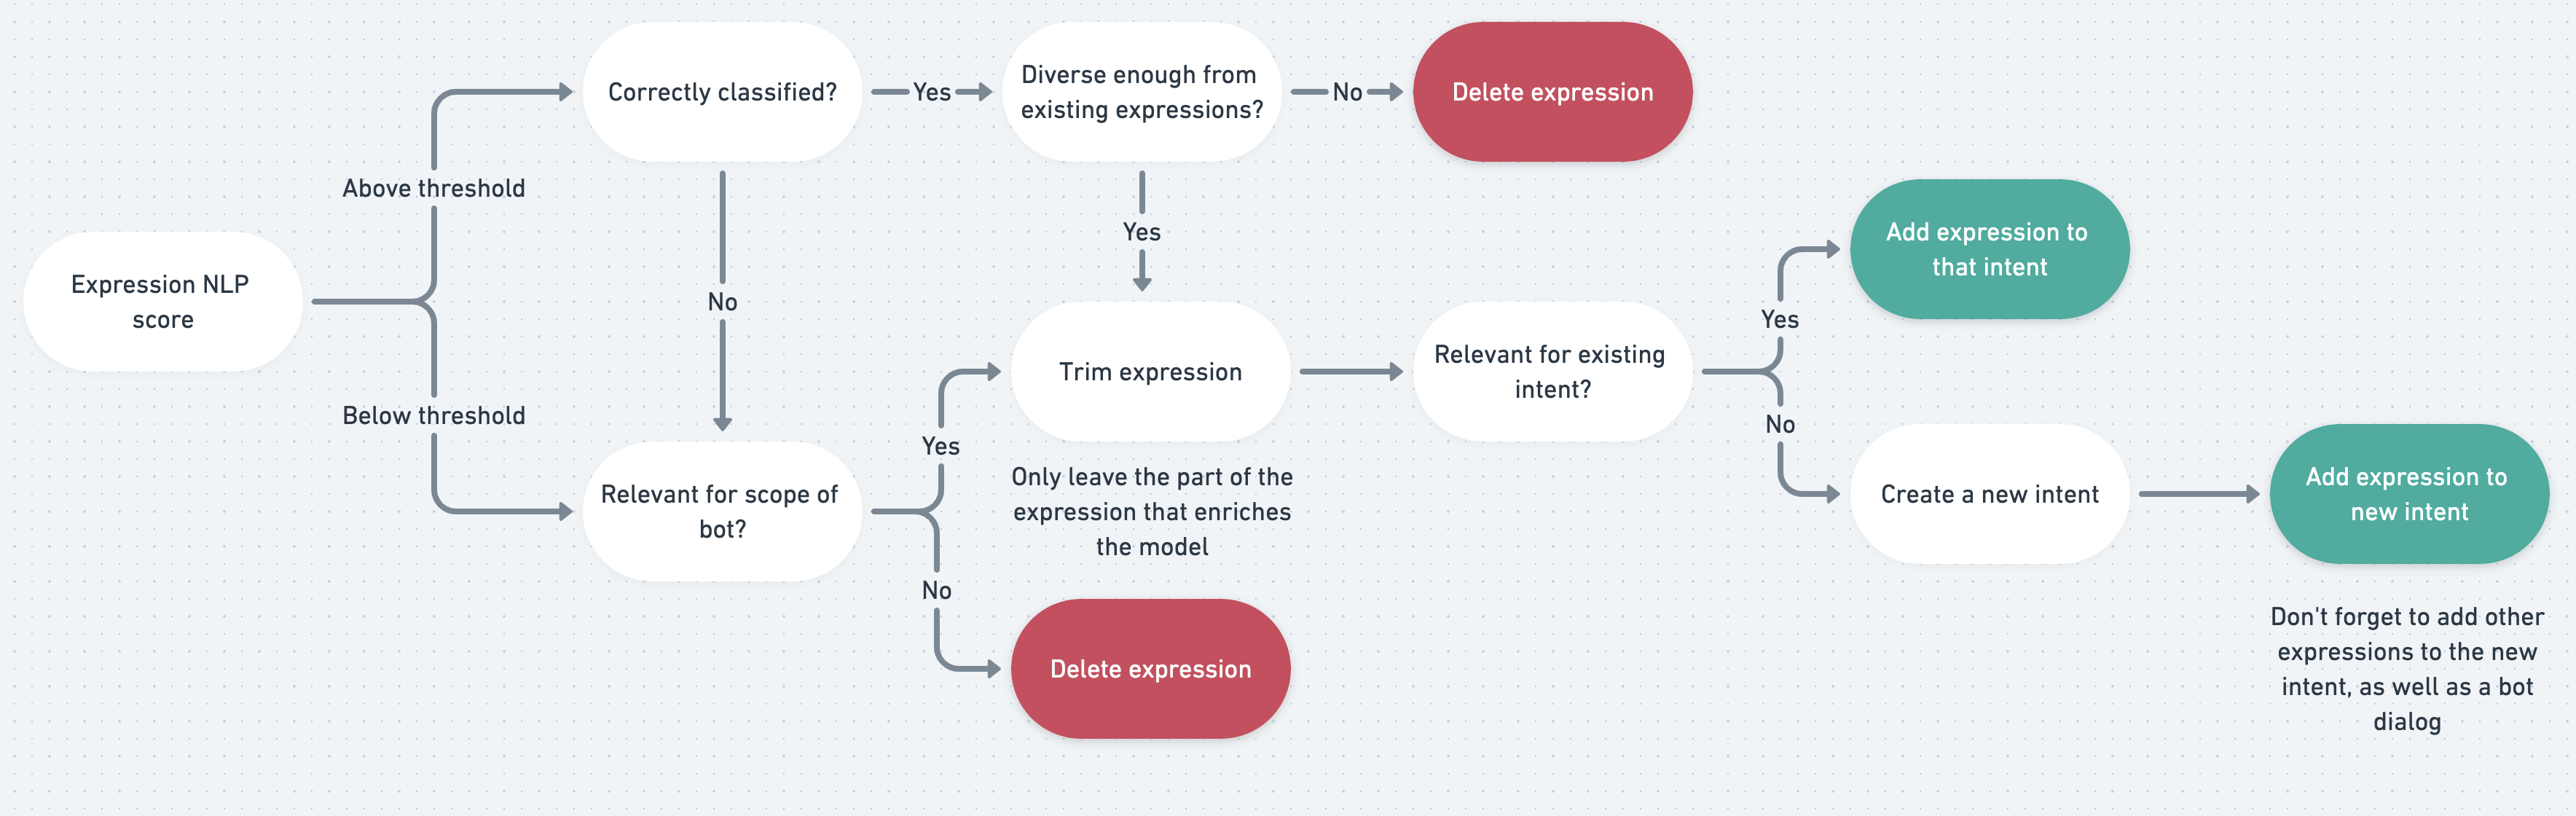 Expression NLP
score
Above threshold
Below threshold
Correctly classified?
Yes
No
Diverse enough from
existing expressions?
No
Delete expression
Yes
Relevant for scope of
bot?
Yes
No
Trim expression
Only leave the part of the
expression that enriches
the model
Delete expression
Relevant for existing
intent?
Yes
No
Add expression to
that intent
Create a new intent
Add expression to
new intent
Don't forget to add other
expressions to the new
intent, as well as a bot
dialog